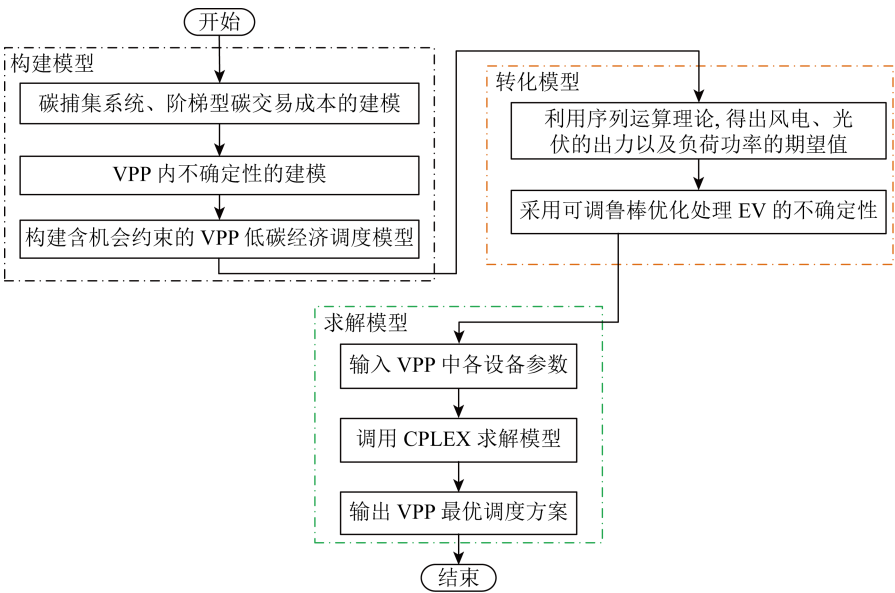 开始
构建模型
碳捕集系统、阶梯型碳交易成本的建模
VPP 内不确定性的建模
构建含机会约束的 VPP 低碳经济调度模型
转化模型
利用序列运算理论, 得出风电、光
伏的出力以及负荷功率的期望值
采用可调鲁棒优化处理 EV 的不确定性
求解模型
输入 VPP 中各设备参数
调用 CPLEX 求解模型
输出 VPP 最优调度方案
结束